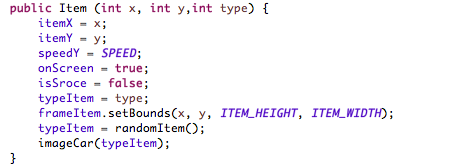 public Item (int x, int y,int type) {
itemX = x;
itemY = y;
speedY = SPEED;
onScreen = true;
isSroce = false;
typeItem = type;
frameItem.setBounds(x, y, ITEM_HEIGHT, ITEM_WIDTH);
typeItem = randomItem();
imageCar(typeItem);
}